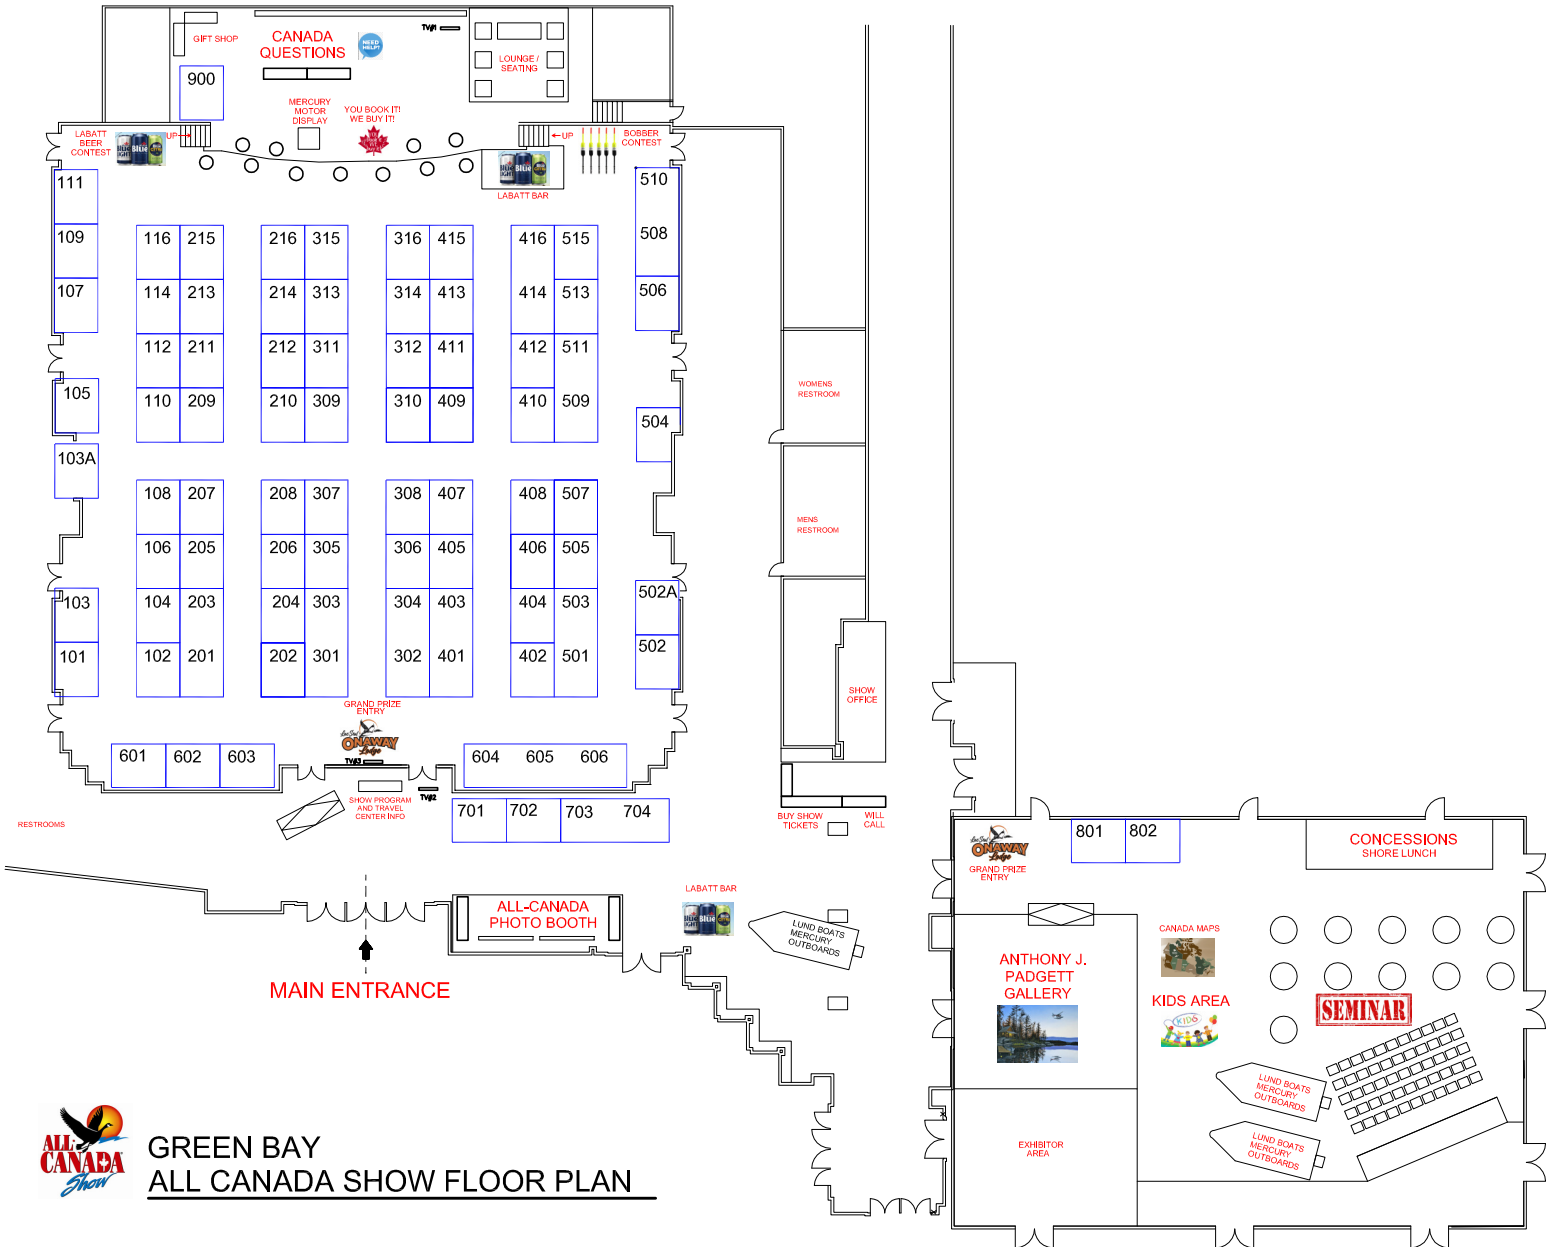 TV#1
GIFT SHOP
CANADA
QUESTIONS
NEED
HELP?
LOUNGE /
SEATING
900
MERCURY
MOTOR
DISPLAY
YOU BOOK IT!
WE BUY IT!
LABATT
BEER
CONTEST
UP
UP
BOBBER
CONTEST
LABATT BAR
111
510
109
116 215
216 315
316 415
416 515
508
107
114 213
214 313
314 413
414 513
506
112 211
212 311
312 411
412 511
105
110 209
210 309
310 409
410 509
504
WOMENS
RESTROOM
103A
108 207
208 307
308 407
408 507
MENS
RESTROOM
106 205
206 305
306 405
406 505
502A
103
104 203
204 303
304 403
404 503
101
102 201
202 301
302 401
402 501
502
SHOW
OFFICE
GRAND PRIZE
ENTRY
ONAWAY
Lodge
TV#3
601 602 603
604 605 606
TV#2
SHOW PROGRAM
AND TRAVEL
CENTER INFO
701 702 703 704
RESTROOMS
BUY SHOW
TICKETS
WILL
CALL
ONAWAY
Lodge
GRAND PRIZE
ENTRY
801 802
CONCESSIONS
SHORE LUNCH
ALL-CANADA
PHOTO BOOTH
LABATT BAR
LUND BOATS
MERCURY
OUTBOARDS
MAIN ENTRANCE
ANTHONY J.
PADGETT
GALLERY
CANADA MAPS
KIDS AREA
KIDS
SEMINAR
LUND BOATS
MERCURY
OUTBOARDS
LUND BOATS
MERCURY
OUTBOARDS
EXHIBITOR
AREA
ALL
CANADA
Show
GREEN BAY
ALL CANADA SHOW FLOOR PLAN